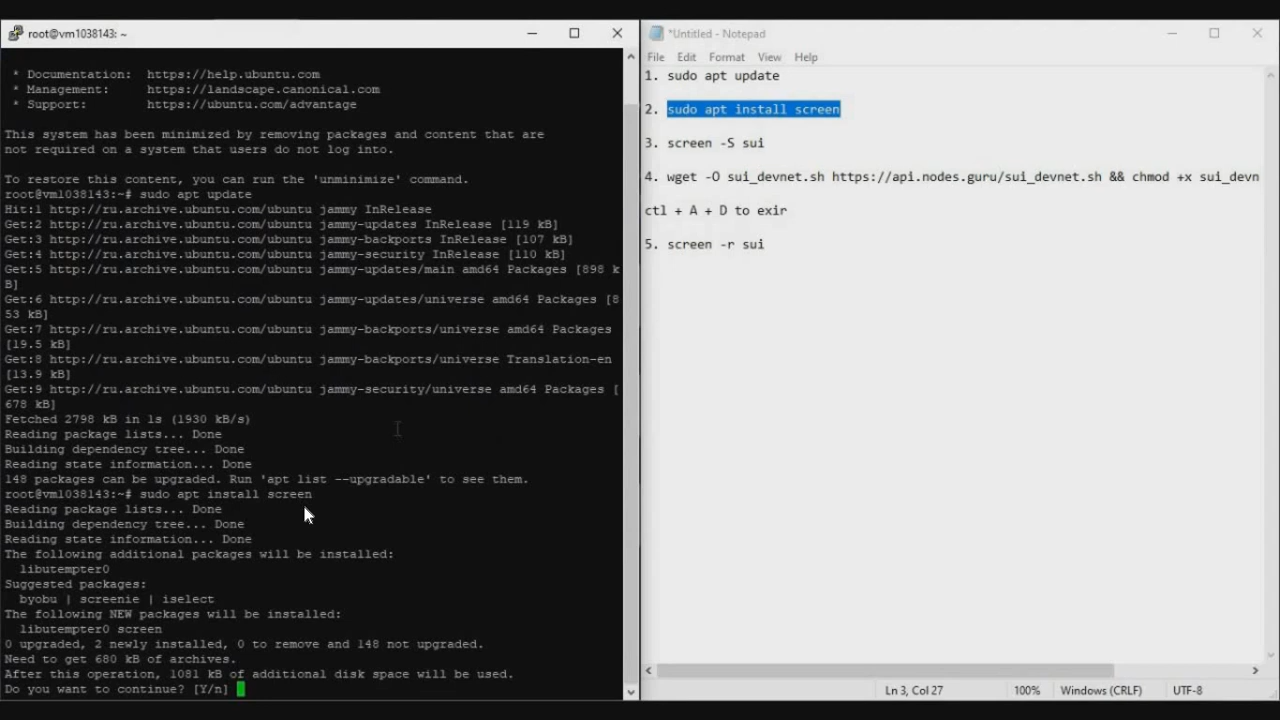 root@vm1038143: ~
* Documentation:  https://help.ubuntu.com
* Management:     https://landscape.canonical.com
* Support:        https://ubuntu.com/advantage
This system has been minimized by removing packages and content that are
not required on a system that users do not log into.
To restore this content, you can run the 'unminimize' command.
root@vm1038143:~# sudo apt update
Hit:1 http://ru.archive.ubuntu.com/ubuntu jammy InRelease
Get:2 http://ru.archive.ubuntu.com/ubuntu jammy-updates InRelease [119 kB]
Get:3 http://ru.archive.ubuntu.com/ubuntu jammy-backports InRelease [107 kB]
Get:4 http://ru.archive.ubuntu.com/ubuntu jammy-security InRelease [110 kB]
Get:5 http://ru.archive.ubuntu.com/ubuntu jammy-updates/main amd64 Packages [898 k
B]
Get:6 http://ru.archive.ubuntu.com/ubuntu jammy-updates/universe amd64 Packages [8
53 kB]
Get:7 http://ru.archive.ubuntu.com/ubuntu jammy-backports/universe amd64 Packages
[19.5 kB]
Get:8 http://ru.archive.ubuntu.com/ubuntu jammy-backports/universe Translation-en
[13.9 kB]
Get:9 http://ru.archive.ubuntu.com/ubuntu jammy-security/universe amd64 Packages [
678 kB]
Fetched 2798 kB in 1s (1930 kB/s)
Reading package lists... Done
Building dependency tree... Done
Reading state information... Done
148 packages can be upgraded. Run 'apt list --upgradable' to see them.
root@vm1038143:~# sudo apt install screen
Reading package lists... Done
Building dependency tree... Done
Reading state information... Done
The following additional packages will be installed:
libutempter0
Suggested packages:
byobu | screenie | iselect
The following NEW packages will be installed:
libutempter0 screen
0 upgraded, 2 newly installed, 0 to remove and 148 not upgraded.
Need to get 680 kB of archives.
After this operation, 1081 kB of additional disk space will be used.
Do you want to continue? [Y/n]
*Untitled - Notepad
File Edit Format View Help
1. sudo apt update
2. sudo apt install screen
3. screen -S sui
4. wget -O sui_devnet.sh https://api.nodes.guru/sui_devnet.sh && chmod +x sui_devn
ctl + A + D to exir
5. screen -r sui
Ln 3, Col 27 100% Windows (CRLF) UTF-8